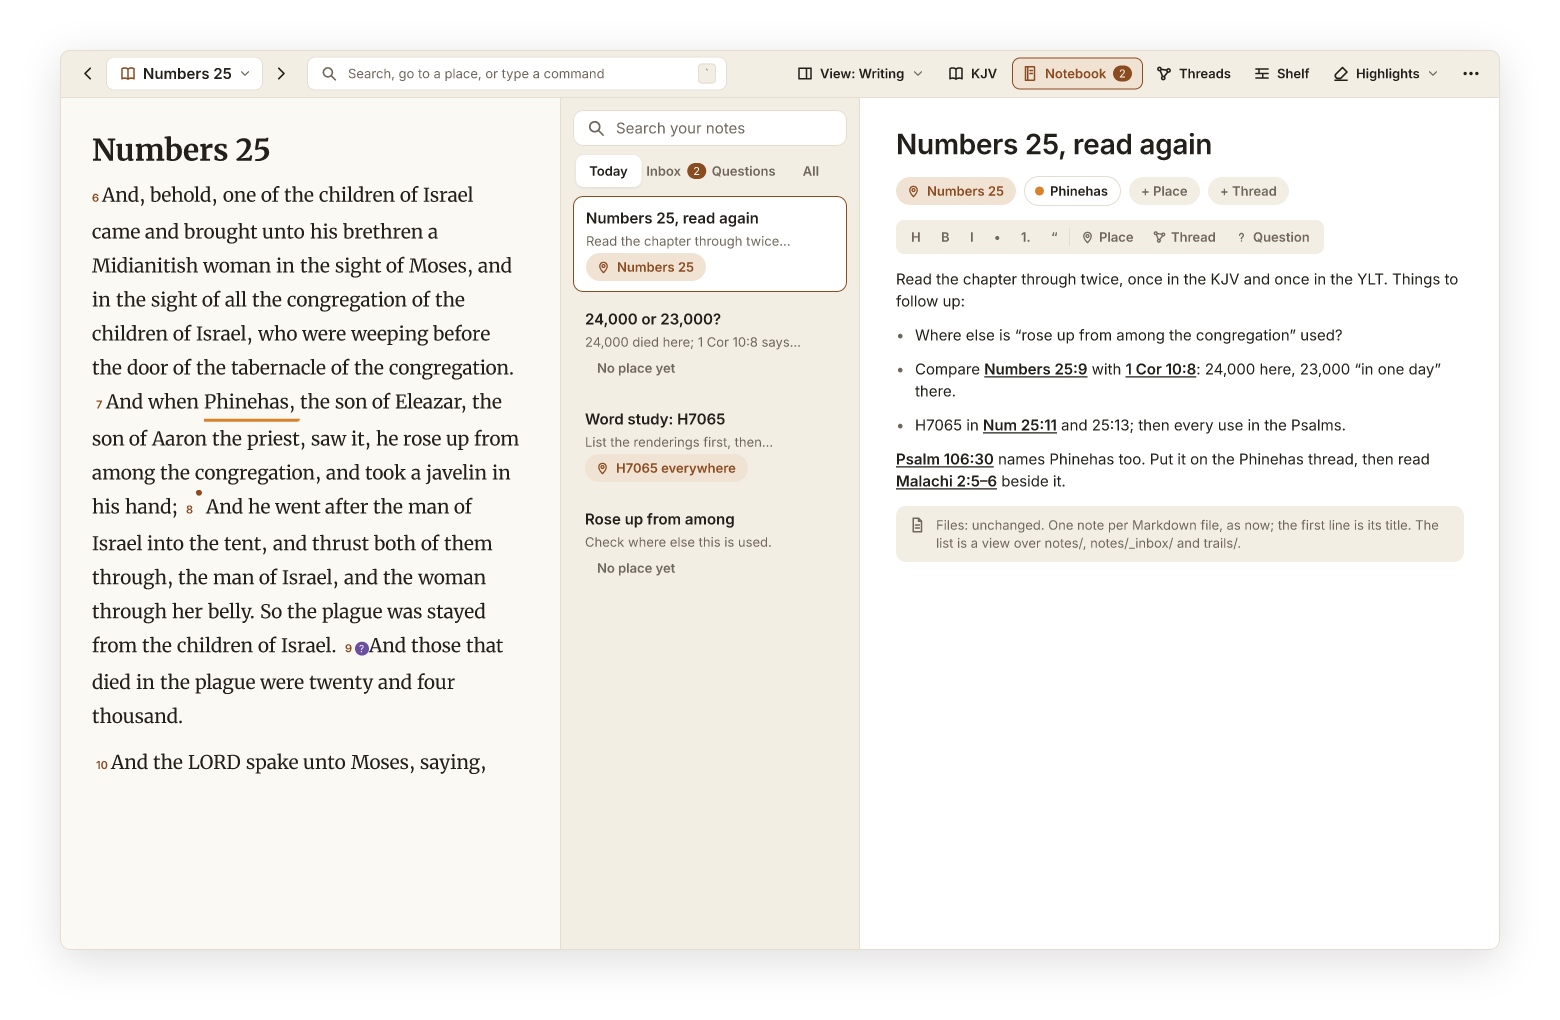 Numbers 25
Search, go to a place, or type a command
`
View: Writing
KJV
Notebook 2
Threads
Shelf
Highlights
Numbers 25
6 And, behold, one of the children of Israel
came and brought unto his brethren a
Midianitish woman in the sight of Moses, and
in the sight of all the congregation of the
children of Israel, who were weeping before
the door of the tabernacle of the congregation.
7 And when Phinehas, the son of Eleazar, the
son of Aaron the priest, saw it, he rose up from
among the congregation, and took a javelin in
his hand; 8 And he went after the man of
Israel into the tent, and thrust both of them
through, the man of Israel, and the woman
through her belly. So the plague was stayed
from the children of Israel. 9 ? And those that
died in the plague were twenty and four
thousand.
10 And the LORD spake unto Moses, saying,
Search your notes
Today Inbox 2 Questions All
Numbers 25, read again
Read the chapter through twice…
Numbers 25
24,000 or 23,000?
24,000 died here; 1 Cor 10:8 says…
No place yet
Word study: H7065
List the renderings first, then…
H7065 everywhere
Rose up from among
Check where else this is used.
No place yet
Numbers 25, read again
Numbers 25 Phinehas + Place + Thread
H B I • 1. “ Place Thread ? Question
Read the chapter through twice, once in the KJV and once in the YLT. Things to
follow up:
• Where else is “rose up from among the congregation” used?
• Compare Numbers 25:9 with 1 Cor 10:8: 24,000 here, 23,000 “in one day”
there.
• H7065 in Num 25:11 and 25:13; then every use in the Psalms.
Psalm 106:30 names Phinehas too. Put it on the Phinehas thread, then read
Malachi 2:5–6 beside it.
Files: unchanged. One note per Markdown file, as now; the first line is its title. The
list is a view over notes/, notes/_inbox/ and trails/.